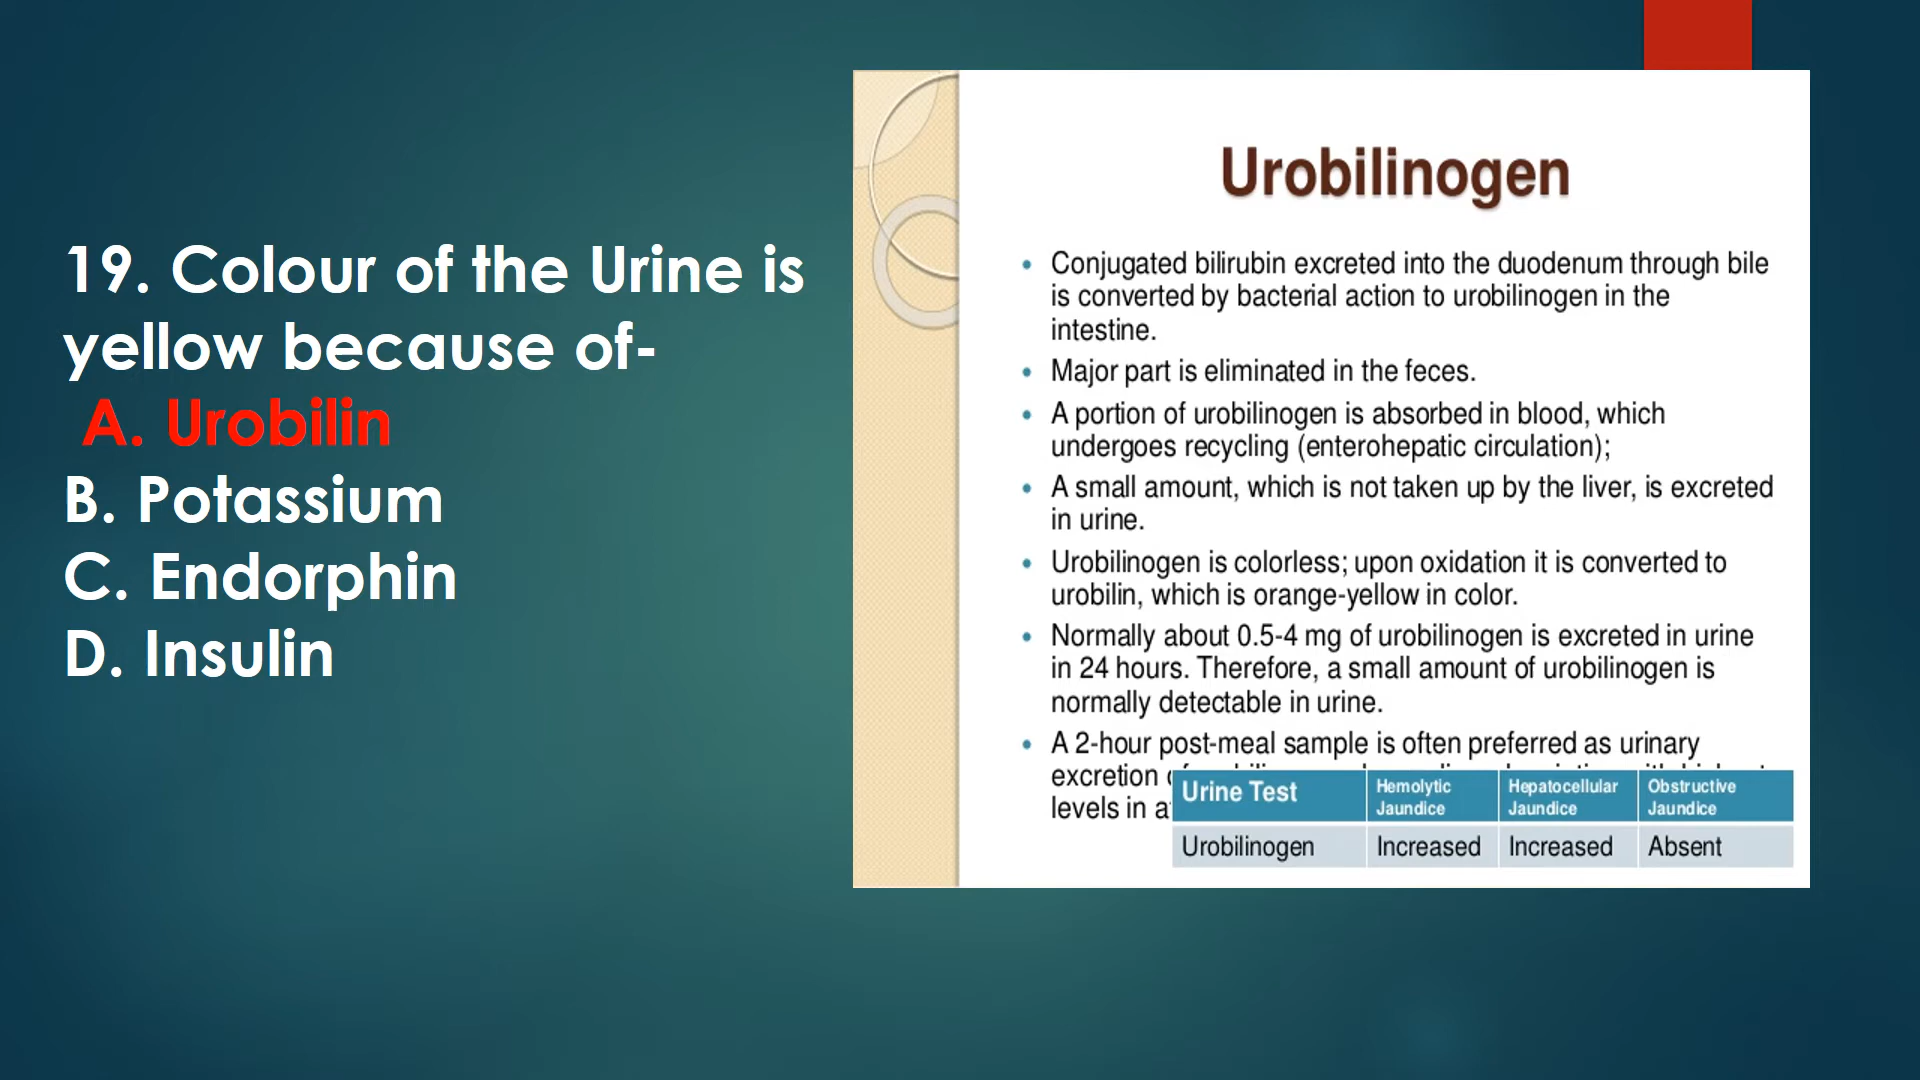 19. Colour of the Urine is
yellow because of-
A. Urobilin
B. Potassium
C. Endorphin
D. Insulin
Urobilinogen
• Conjugated bilirubin excreted into the duodenum through bile
is converted by bacterial action to urobilinogen in the
intestine.
• Major part is eliminated in the feces.
• A portion of urobilinogen is absorbed in blood, which
undergoes recycling (enterohepatic circulation);
• A small amount, which is not taken up by the liver, is excreted
in urine.
• Urobilinogen is colorless; upon oxidation it is converted to
urobilin, which is orange-yellow in color.
• Normally about 0.5-4 mg of urobilinogen is excreted in urine
in 24 hours. Therefore, a small amount of urobilinogen is
normally detectable in urine.
• A 2-hour post-meal sample is often preferred as urinary
excretion
levels in
Urine Test Hemolytic Jaundice Hepatocellular Jaundice Obstructive Jaundice
Urobilinogen Increased Increased Absent